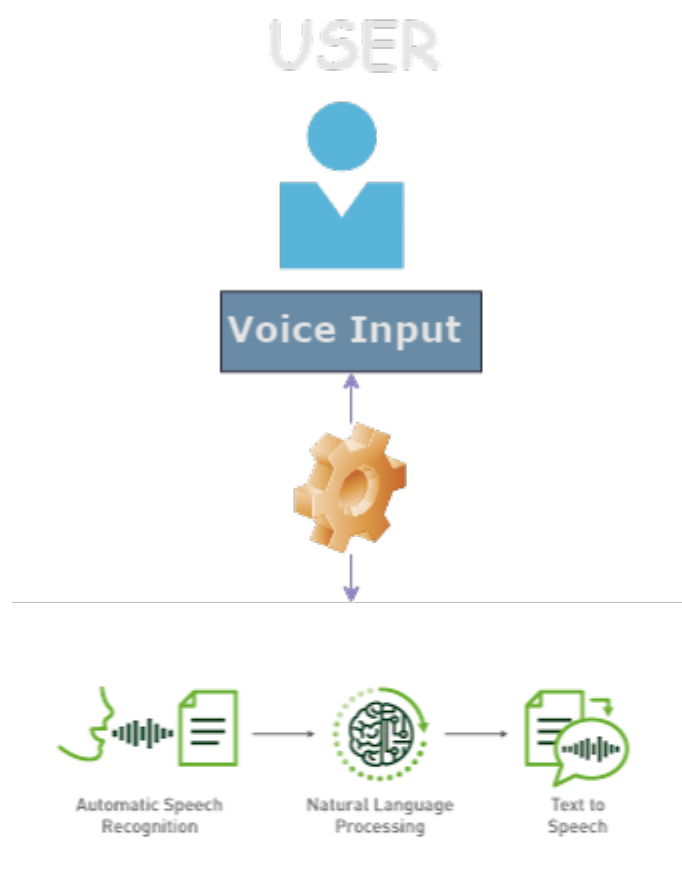 USER
Voice Input
Automatic Speech
Recognition
Natural Language
Processing
Text to
Speech